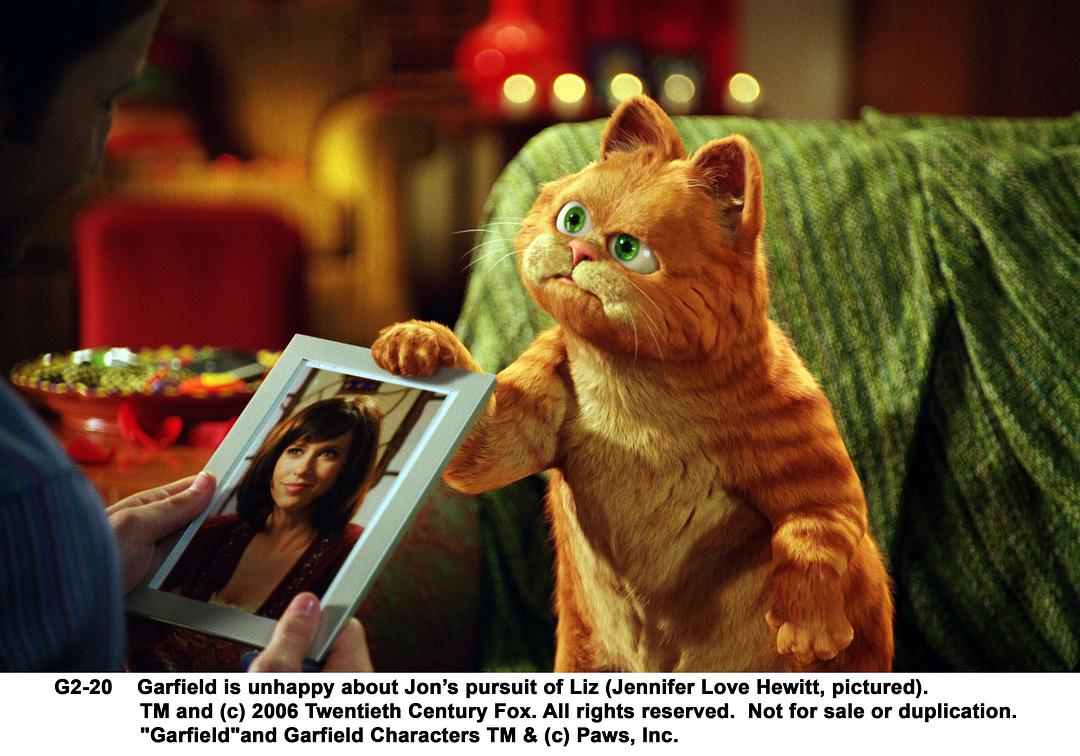 G2-20 Garfield is unhappy about Jon’s pursuit of Liz (Jennifer Love Hewitt, pictured).
TM and (c) 2006 Twentieth Century Fox. All rights reserved. Not for sale or duplication.
"Garfield"and Garfield Characters TM & (c) Paws, Inc.